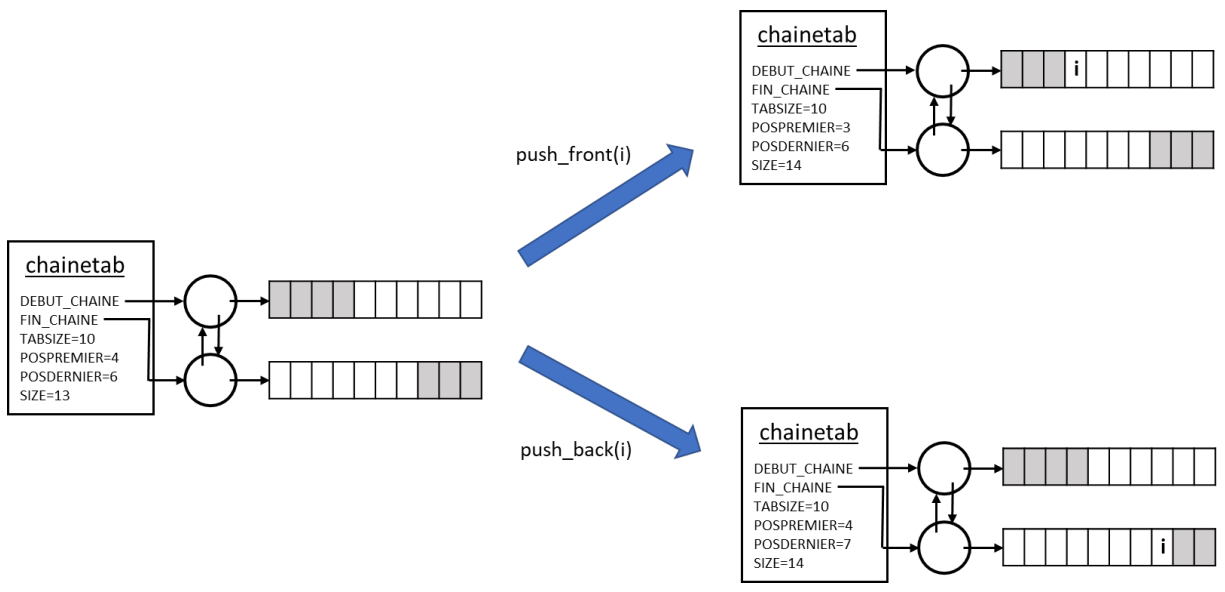 chainetab
DEBUT_CHAINE
FIN_CHAINE
TABSIZE=10
POSPREMIER=4
POSDERNIER=6
SIZE=13
push_front(i)
push_back(i)
chainetab
DEBUT_CHAINE
FIN_CHAINE
TABSIZE=10
POSPREMIER=3
POSDERNIER=6
SIZE=14
i
chainetab
DEBUT_CHAINE
FIN_CHAINE
TABSIZE=10
POSPREMIER=4
POSDERNIER=7
SIZE=14
i